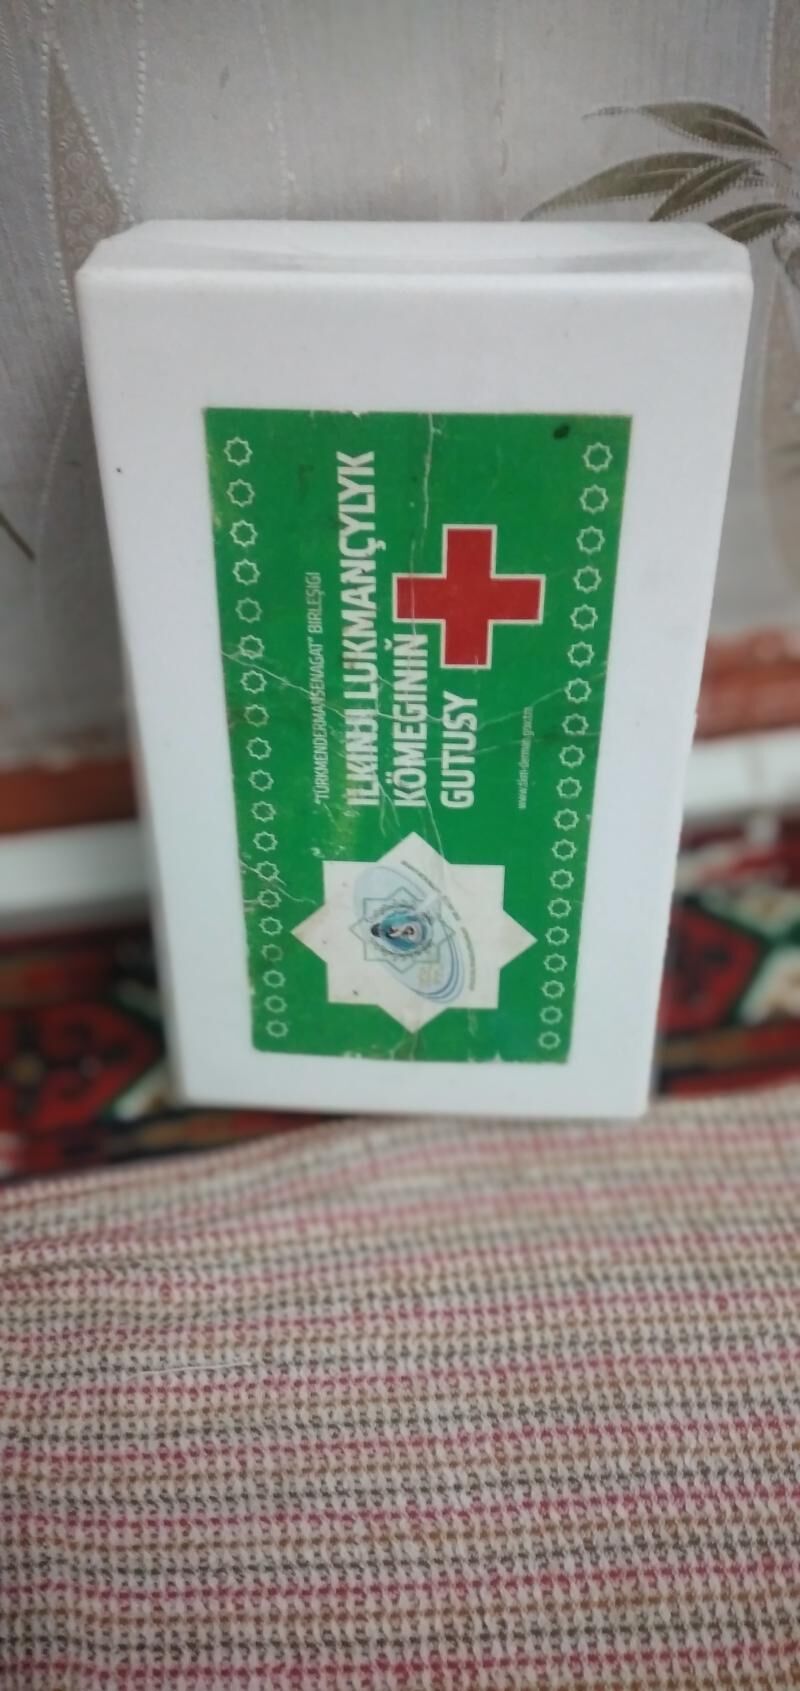 "TÜRKMENDERMANSENAGAT" BIRLEŞIGI
ILKINJI LUKMANÇYLYK
KÖMEGINIŇ
GUTUSY